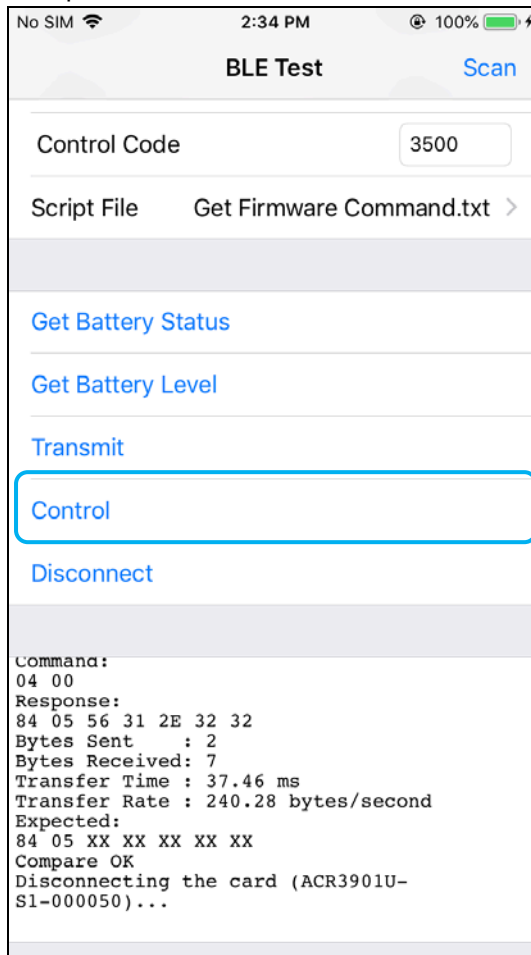 No SIM 2:34 PM 100%
BLE Test Scan
Control Code 3500
Script File Get Firmware Command.txt
Get Battery Status
Get Battery Level
Transmit
Control
Disconnect
Command:
04 00
Response:
84 05 56 31 2E 32 32
Bytes Sent    : 2
Bytes Received: 7
Transfer Time : 37.46 ms
Transfer Rate : 240.28 bytes/second
Expected:
84 05 XX XX XX XX XX
Compare OK
Disconnecting the card (ACR3901U-
S1-000050)...